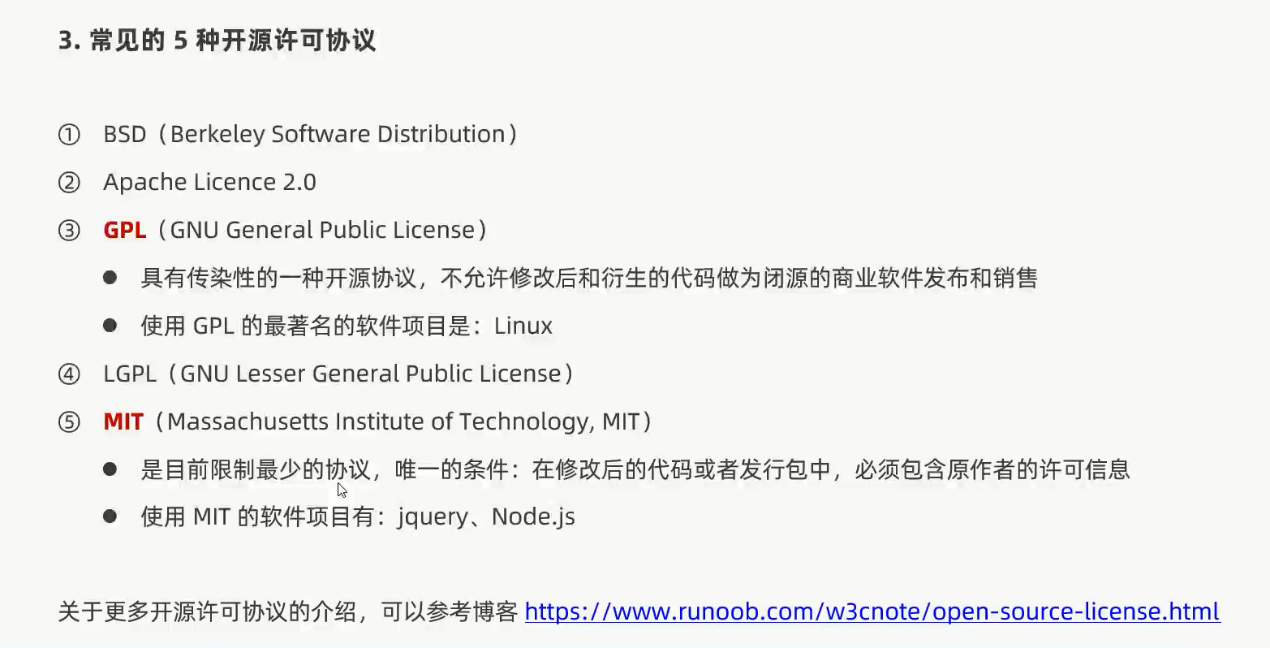 3. 常见的 5 种开源许可协议
① BSD（Berkeley Software Distribution）
② Apache Licence 2.0
③ GPL（GNU General Public License）
● 具有传染性的一种开源协议，不允许修改后和衍生的代码做为闭源的商业软件发布和销售
● 使用 GPL 的最著名的软件项目是：Linux
④ LGPL（GNU Lesser General Public License）
⑤ MIT（Massachusetts Institute of Technology, MIT）
● 是目前限制最少的协议，唯一的条件：在修改后的代码或者发行包中，必须包含原作者的许可信息
● 使用 MIT 的软件项目有：jquery、Node.js
关于更多开源许可协议的介绍，可以参考博客 https://www.runoob.com/w3cnote/open-source-license.html